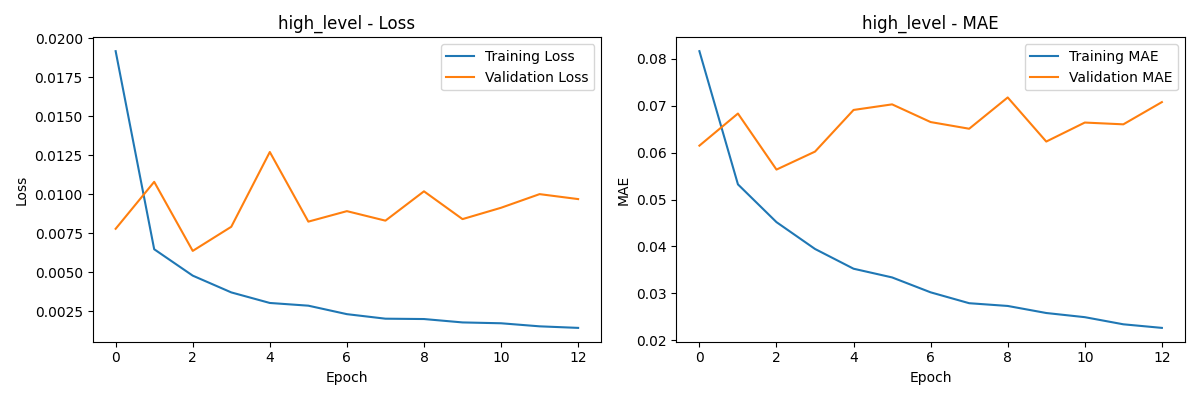 high_level - Loss
Loss
0.0200
0.0175
0.0150
0.0125
0.0100
0.0075
0.0050
0.0025
Training Loss
Validation Loss
0 2 4 6 8 10 12
Epoch
high_level - MAE
MAE
0.08
0.07
0.06
0.05
0.04
0.03
0.02
Training MAE
Validation MAE
0 2 4 6 8 10 12
Epoch